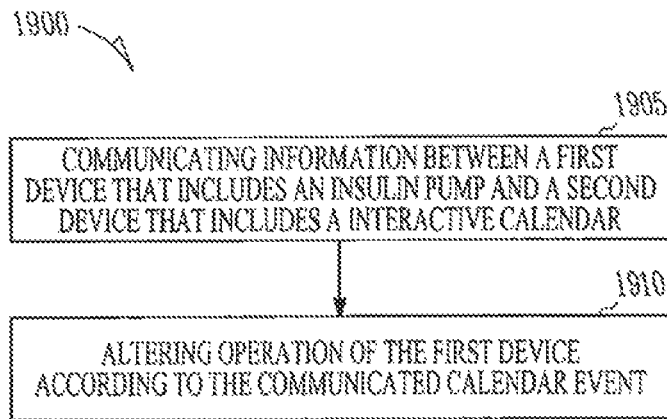 1900
1905
COMMUNICATING INFORMATION BETWEEN A FIRST
DEVICE THAT INCLUDES AN INSULIN PUMP AND A SECOND
DEVICE THAT INCLUDES A INTERACTIVE CALENDAR
1910
ALTERING OPERATION OF THE FIRST DEVICE
ACCORDING TO THE COMMUNICATED CALENDAR EVENT